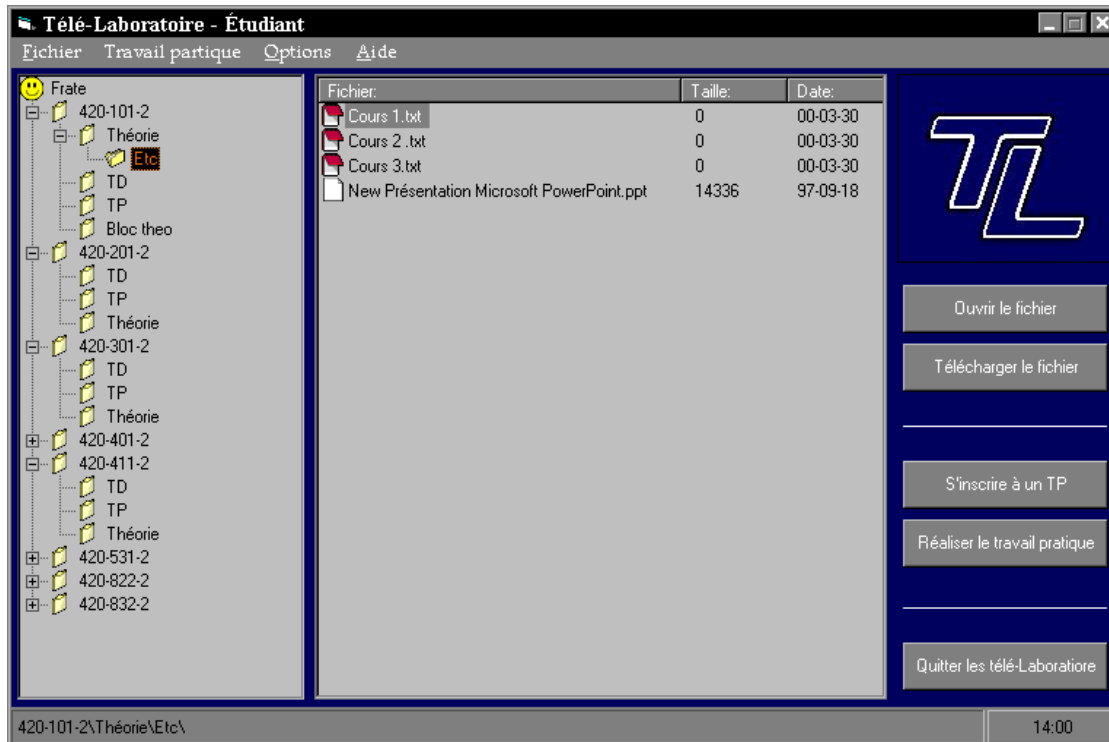 Télé-Laboratoire - Étudiant
Fichier Travail partique Options Aide
Frate
420-101-2
Théorie
Etc
TD
TP
Bloc theo
420-201-2
TD
TP
Théorie
420-301-2
TD
TP
Théorie
420-401-2
420-411-2
TD
TP
Théorie
420-531-2
420-822-2
420-832-2
Fichier: Taille: Date:
Cours 1.txt 0 00-03-30
Cours 2 .txt 0 00-03-30
Cours 3.txt 0 00-03-30
New Présentation Microsoft PowerPoint.ppt 14336 97-09-18
TL
Ouvrir le fichier
Télécharger le fichier
S'inscrire à un TP
Réaliser le travail pratique
Quitter les télé-Laboratiore
420-101-2\Théorie\Etc\
14:00